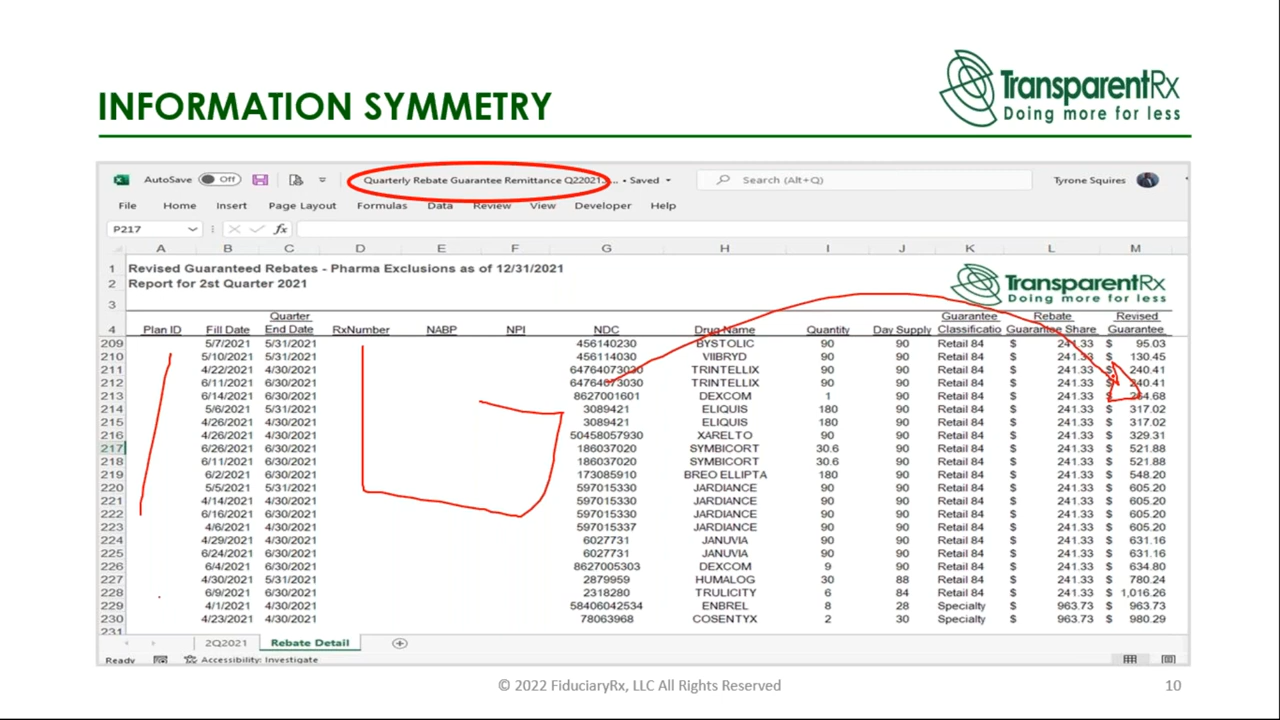 INFORMATION SYMMETRY
TransparentRx
Doing more for less
AutoSave Off Quarterly Rebate Guarantee Remittance Q22021... • Saved Search (Alt+Q) Tyrone Squires
File Home Insert Page Layout Formulas Data Review View Developer Help
P217 fx
A B C D E F G H I J K L M
1 Revised Guaranteed Rebates - Pharma Exclusions as of 12/31/2021
2 Report for 2st Quarter 2021
TransparentRx
Doing more for less
3
Quarter Guarantee Rebate Revised
4 Plan ID Fill Date End Date RxNumber NABP NPI NDC Drug Name Quantity Day Supply Classificatio Guarantee Share Guarantee
209 5/7/2021 5/31/2021 456140230 BYSTOLIC 90 90 Retail 84 $ 241.33 $ 95.03
210 5/10/2021 5/31/2021 456114030 VIIBRYD 90 90 Retail 84 $ 241.33 $ 130.45
211 4/22/2021 4/30/2021 64764073030 TRINTELLIX 90 90 Retail 84 $ 241.33 $ 240.41
212 6/11/2021 6/30/2021 64764073030 TRINTELLIX 90 90 Retail 84 $ 241.33 $ 240.41
213 6/14/2021 6/30/2021 8627001601 DEXCOM 1 90 Retail 84 $ 241.33 $
214 5/6/2021 5/31/2021 3089421 ELIQUIS 180 90 Retail 84 $ 241.33 $ 317.02
215 4/26/2021 4/30/2021 3089421 ELIQUIS 180 90 Retail 84 $ 241.33 $ 317.02
216 4/26/2021 4/30/2021 50458057930 XARELTO 90 90 Retail 84 $ 241.33 $ 329.31
217 6/26/2021 6/30/2021 186037020 SYMBICORT 30.6 90 Retail 84 $ 241.33 $ 521.88
218 6/11/2021 6/30/2021 186037020 SYMBICORT 30.6 90 Retail 84 $ 241.33 $ 521.88
219 6/2/2021 6/30/2021 173085910 BREO ELLIPTA 180 90 Retail 84 $ 241.33 $ 548.20
220 5/5/2021 5/31/2021 597015330 JARDIANCE 90 90 Retail 84 $ 241.33 $ 605.20
221 4/14/2021 4/30/2021 597015330 JARDIANCE 90 90 Retail 84 $ 241.33 $ 605.20
222 6/16/2021 6/30/2021 597015330 JARDIANCE 90 90 Retail 84 $ 241.33 $ 605.20
223 4/6/2021 4/30/2021 597015337 JARDIANCE 90 90 Retail 84 $ 241.33 $ 605.20
224 4/29/2021 4/30/2021 6027731 JANUVIA 90 90 Retail 84 $ 241.33 $ 631.16
225 6/24/2021 6/30/2021 6027731 JANUVIA 90 90 Retail 84 $ 241.33 $ 631.16
226 6/4/2021 6/30/2021 8627005303 DEXCOM 9 90 Retail 84 $ 241.33 $ 634.80
227 4/30/2021 5/31/2021 2879959 HUMALOG 30 88 Retail 84 $ 241.33 $ 780.24
228 6/9/2021 6/30/2021 2318280 TRULICITY 6 84 Retail 84 $ 241.33 $ 1,016.26
229 4/1/2021 4/30/2021 58406042534 ENBREL 8 28 Specialty $ 963.73 $ 963.73
230 4/23/2021 4/30/2021 78063968 COSENTYX 2 30 Specialty $ 963.73 $ 980.29
231
2Q2021 Rebate Detail
Ready Accessibility: Investigate
© 2022 FiduciaryRx, LLC All Rights Reserved 10